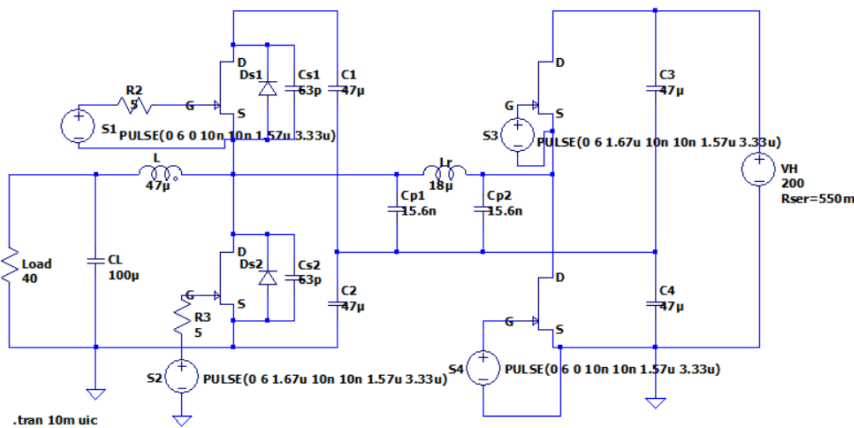 D
Ds1
Cs1
63p
C1
47µ
D
C3
47µ
R2
5
G
S
G
S
S1
PULSE(0 6 0 10n 10n 1.57u 3.33u)
S3
PULSE(0 6 1.67u 10n 10n 1.57u 3.33u)
L
47µ
Lr
18µ
VH
200
Rser=550m
Cp1
15.6n
Cp2
15.6n
Load
40
CL
100µ
D
Ds2
Cs2
63p
C2
47µ
D
C4
47µ
G
S
G
S
R3
5
S2
PULSE(0 6 1.67u 10n 10n 1.57u 3.33u)
S4
PULSE(0 6 0 10n 10n 1.57u 3.33u)
.tran 10m uic